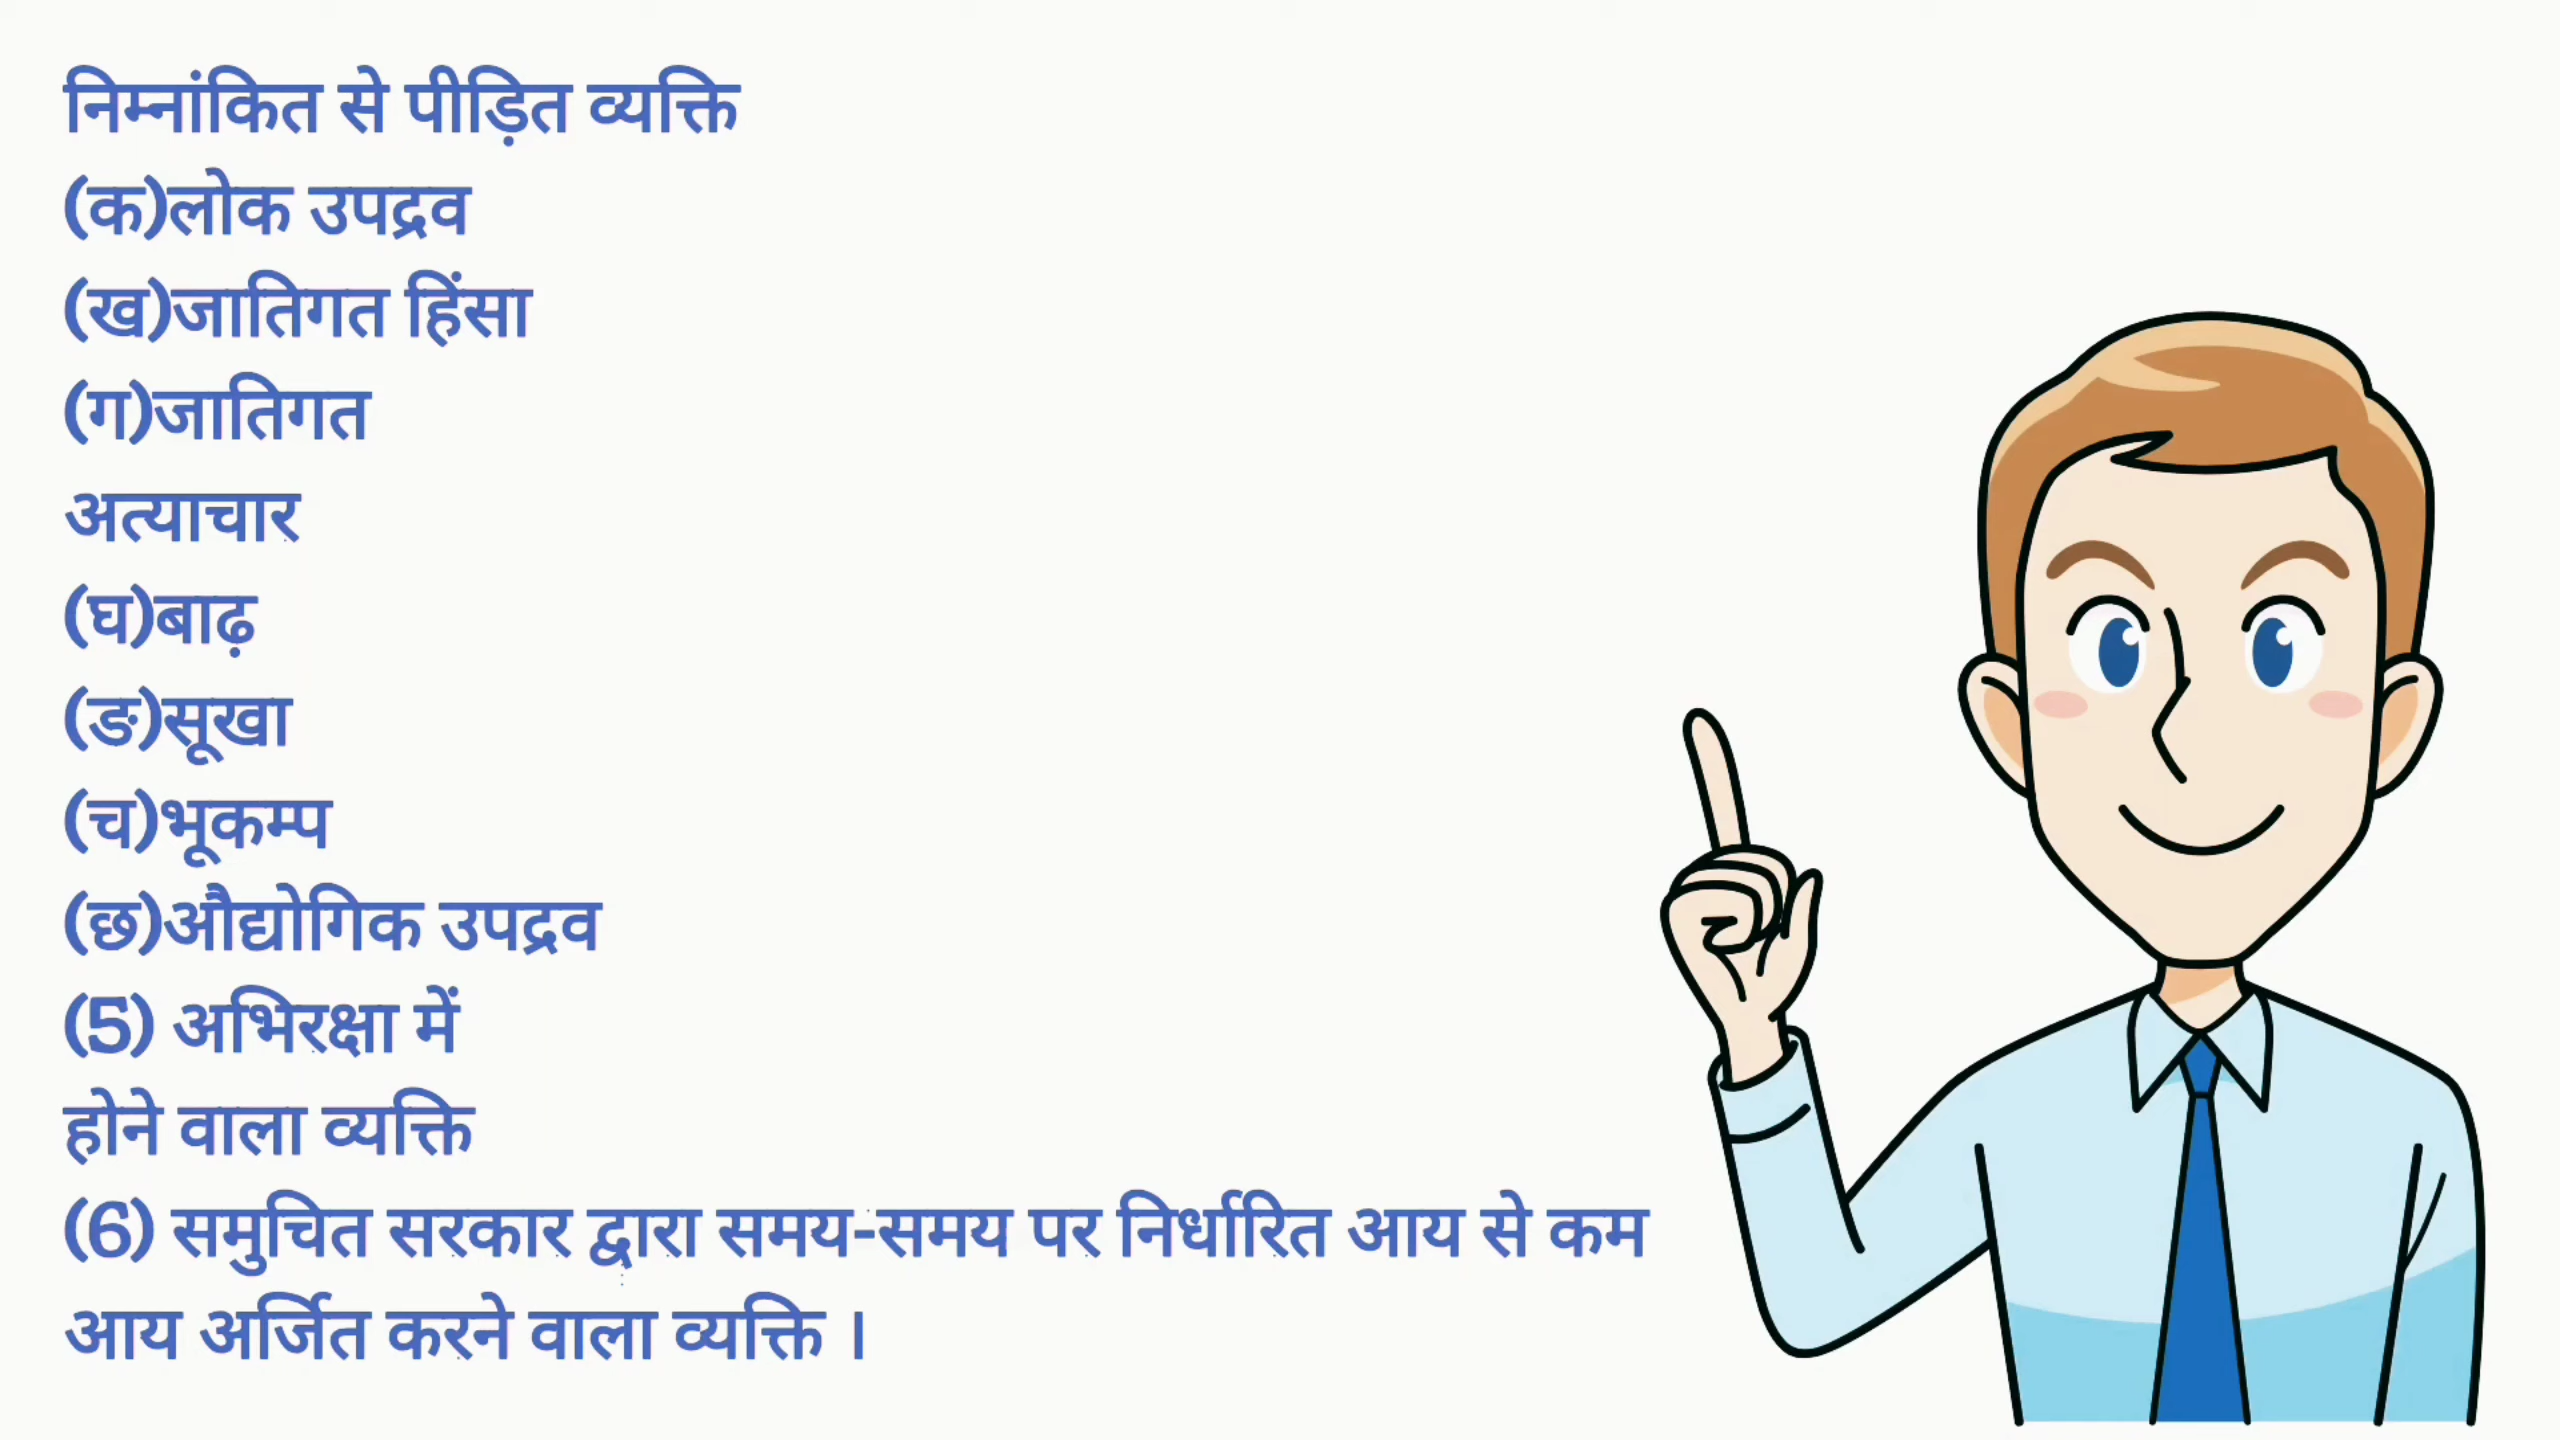 निम्नांकित से पीड़ित व्यक्ति
(क)लोक उपद्रव
(ख)जातिगत हिंसा
(ग)जातिगत
अत्याचार
(घ)बाढ़
(ङ)सूखा
(च)भूकम्प
(छ)औद्योगिक उपद्रव
(5) अभिरक्षा में
होने वाला व्यक्ति
(6) समुचित सरकार द्वारा समय-समय पर निर्धारित आय से कम
आय अर्जित करने वाला व्यक्ति ।